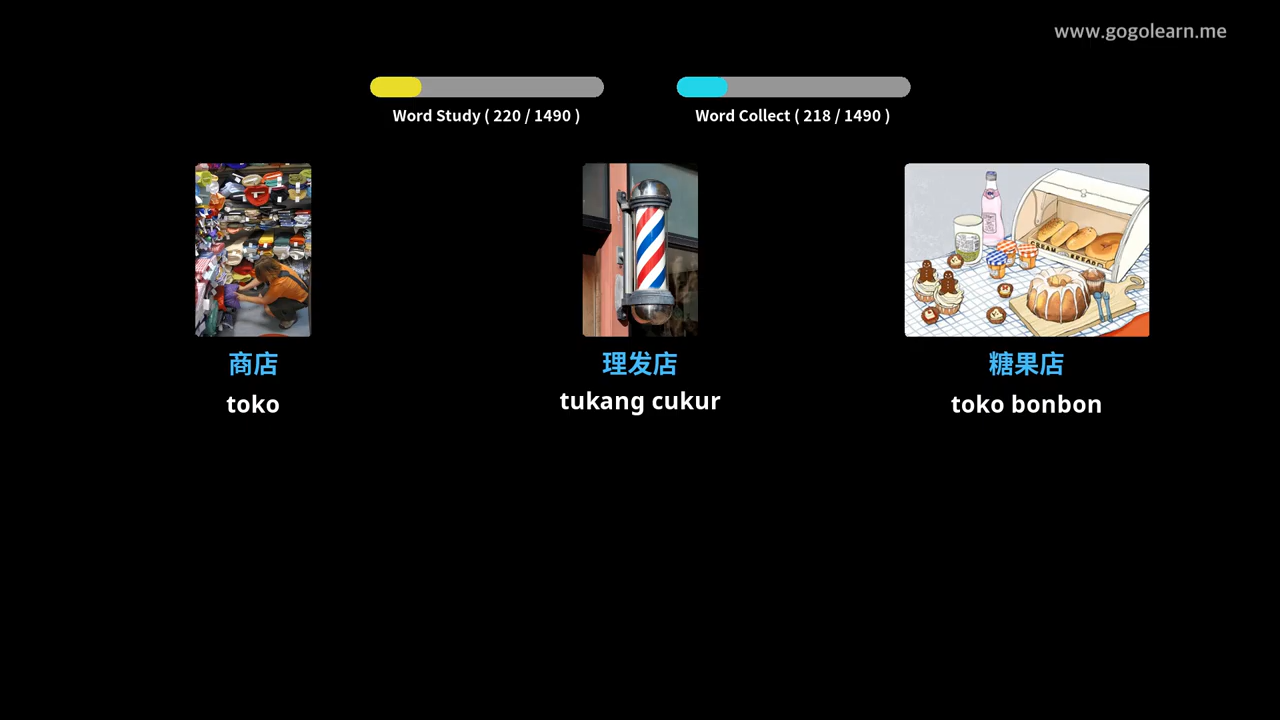 www.gogolearn.me
Word Study ( 220 / 1490 )
Word Collect ( 218 / 1490 )
商店
理发店
糖果店
toko
tukang cukur
toko bonbon